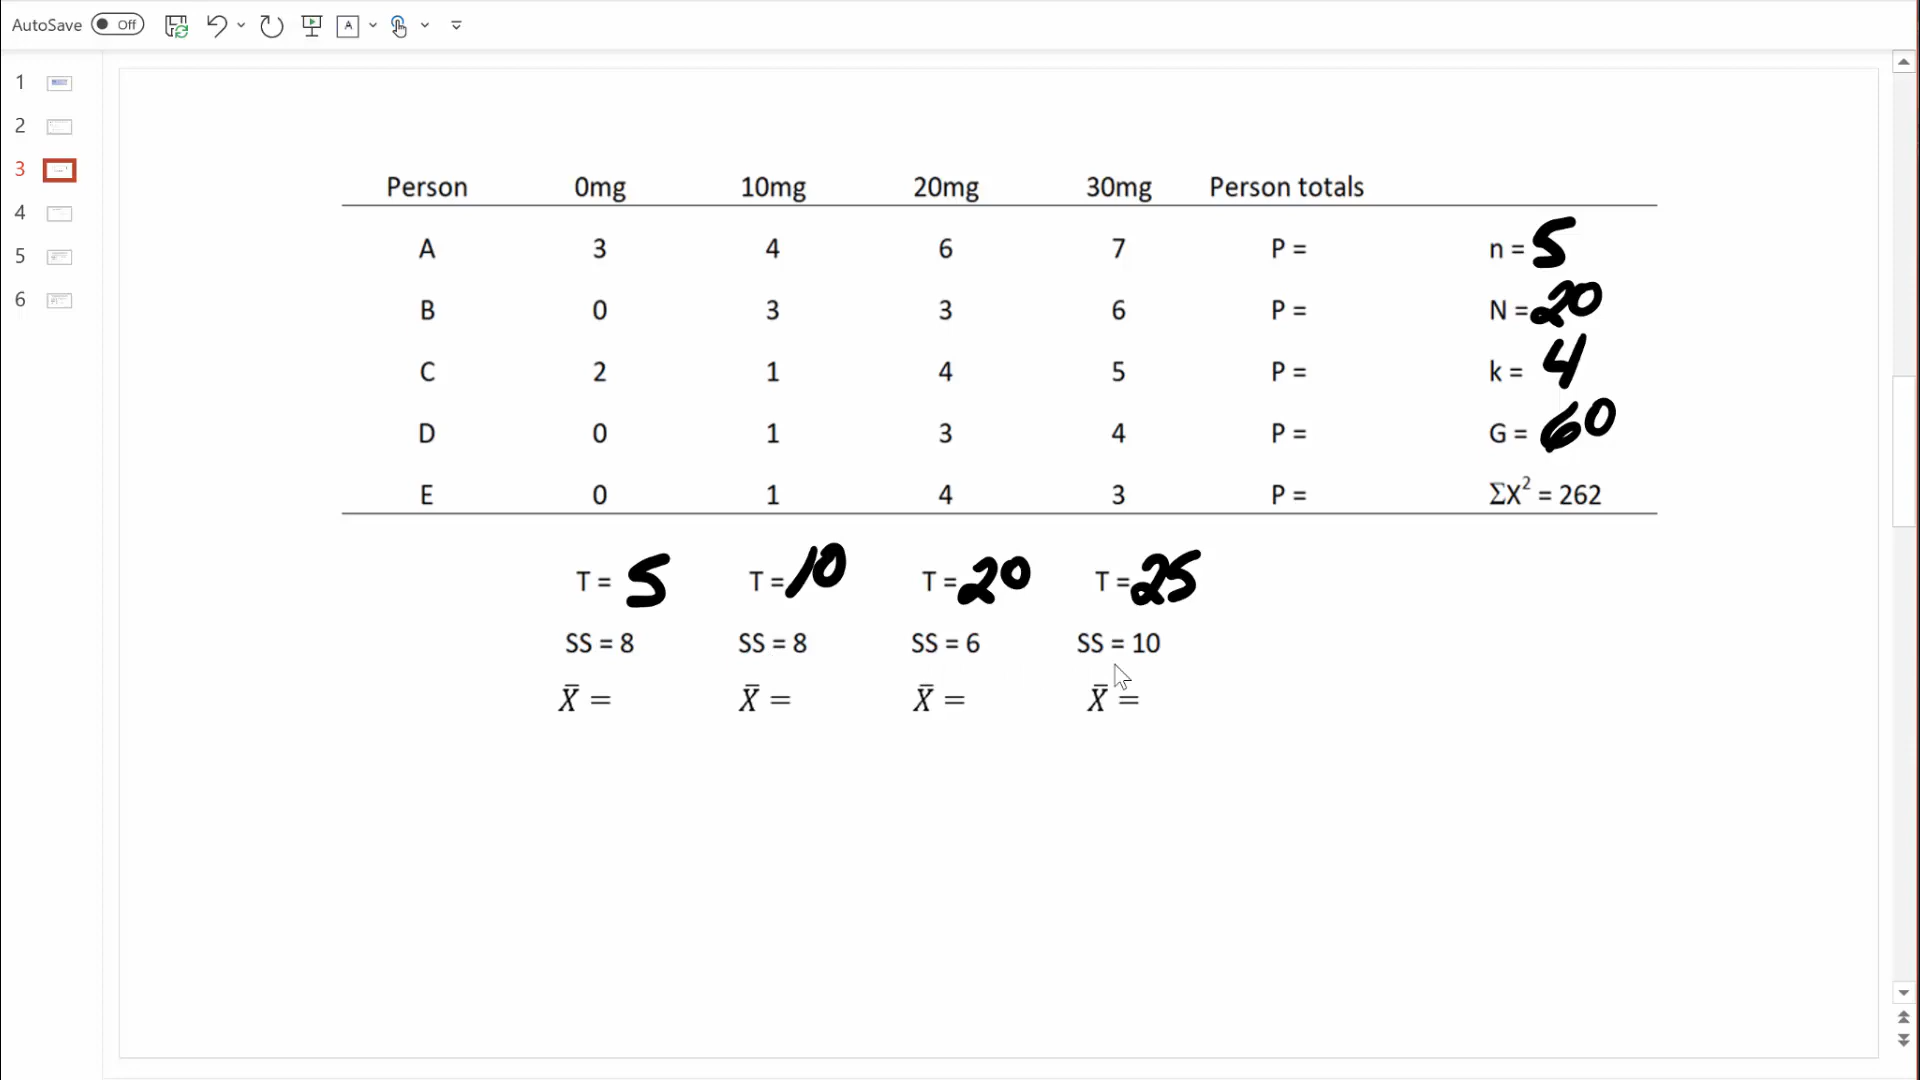 AutoSave Off A
1
2
3
4
5
6
Person 0mg 10mg 20mg 30mg Person totals
A 3 4 6 7 P = n = 5
B 0 3 3 6 P = N = 20
C 2 1 4 5 P = k = 4
D 0 1 3 4 P = G = 60
E 0 1 4 3 P = ΣX² = 262
T = 5 T = 10 T = 20 T = 25
SS = 8 SS = 8 SS = 6 SS = 10
X̄ = X̄ = X̄ = X̄ =